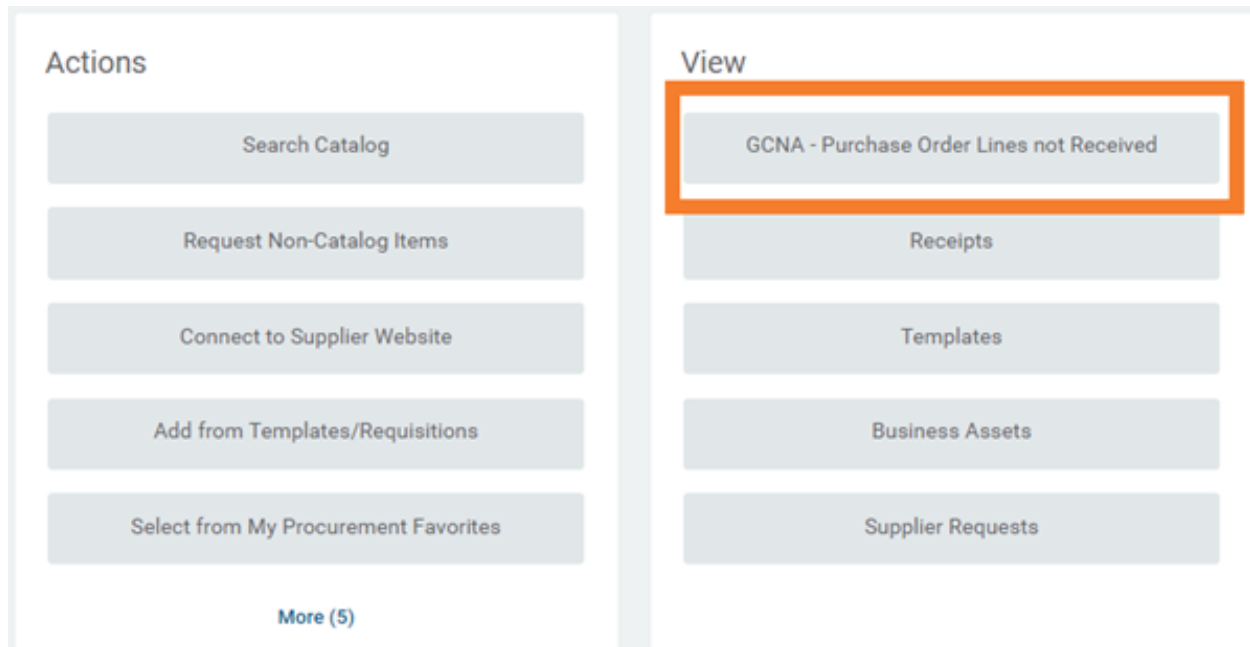 Actions
Search Catalog
Request Non-Catalog Items
Connect to Supplier Website
Add from Templates/Requisitions
Select from My Procurement Favorites
More (5)
View
GCNA - Purchase Order Lines not Received
Receipts
Templates
Business Assets
Supplier Requests